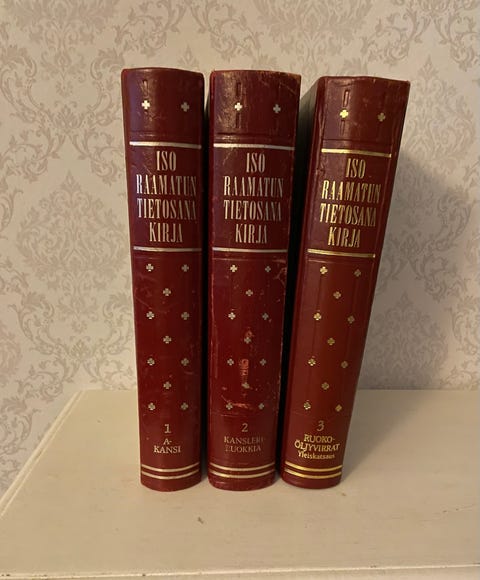 ISO
RAAMATUN
TIETOSANA
KIRJA
1
A-
KANSI
ISO
RAAMATUN
TIETOSANA
KIRJA
2
KANSLERI
RUOKKIA
ISO
RAAMATUN
TIETOSANA
KIRJA
3
RUOKO-
ÖLJYVIRRAT
Yleiskatsaus